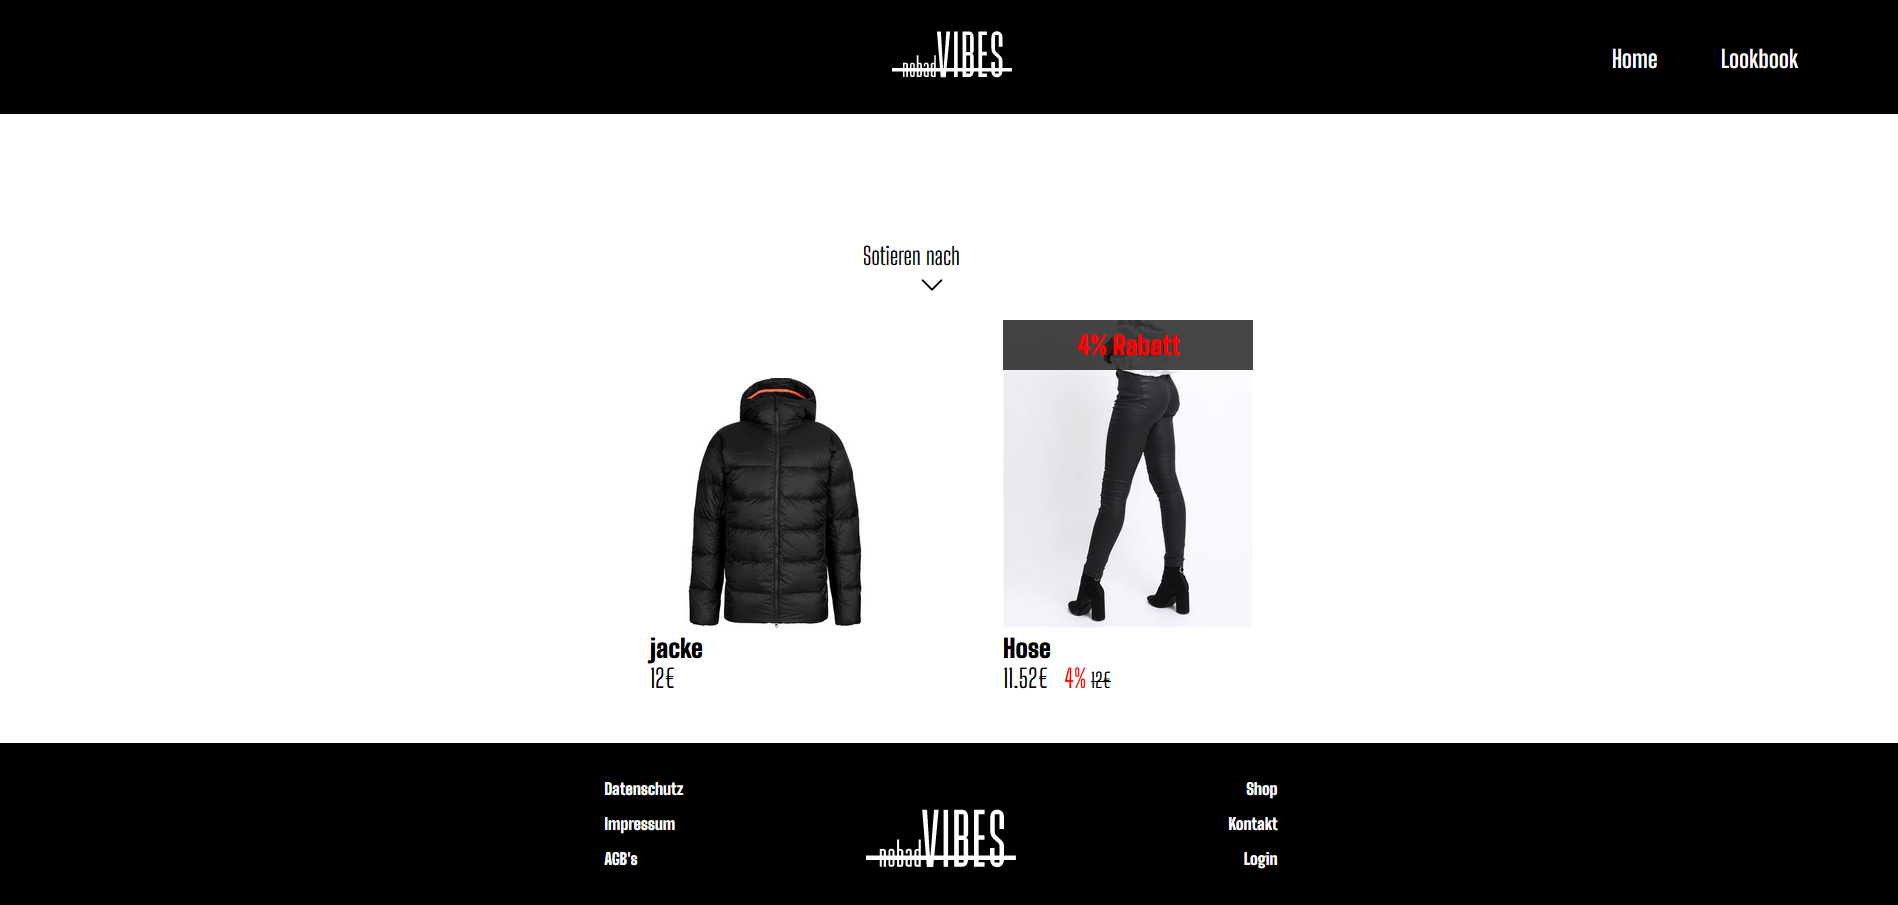 nobadVIBES
Home Lookbook
Sotieren nach
4% Rabatt
jacke
12€
Hose
11.52€ 4% 12€
Datenschutz
Impressum
AGB's
nobadVIBES
Shop
Kontakt
Login